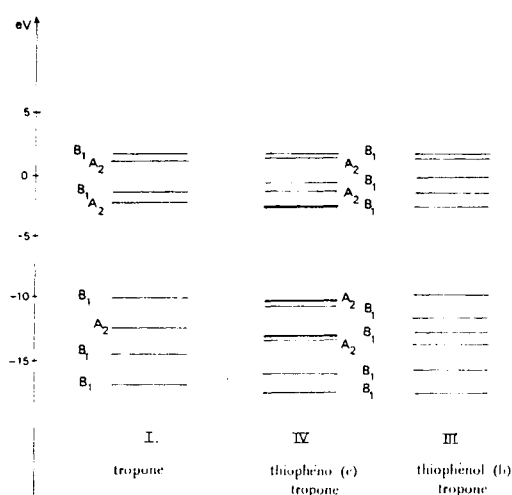 eV
5
0
-5
-10
-15
B1
A2
B1
A2
B1
A2
B1
B1
B1
A2
B1
A2
B1
A2
B1
B1
A2
B1
B1
I.
IV
III
tropone
thiophéno (c)
tropone
thiophénol (b)
tropone